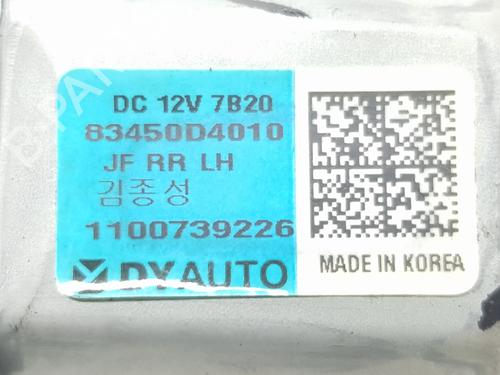 DC 12V 7B20
83450D4010
JF RR LH
김종성
1100739226
DYAUTO
MADE IN KOREA